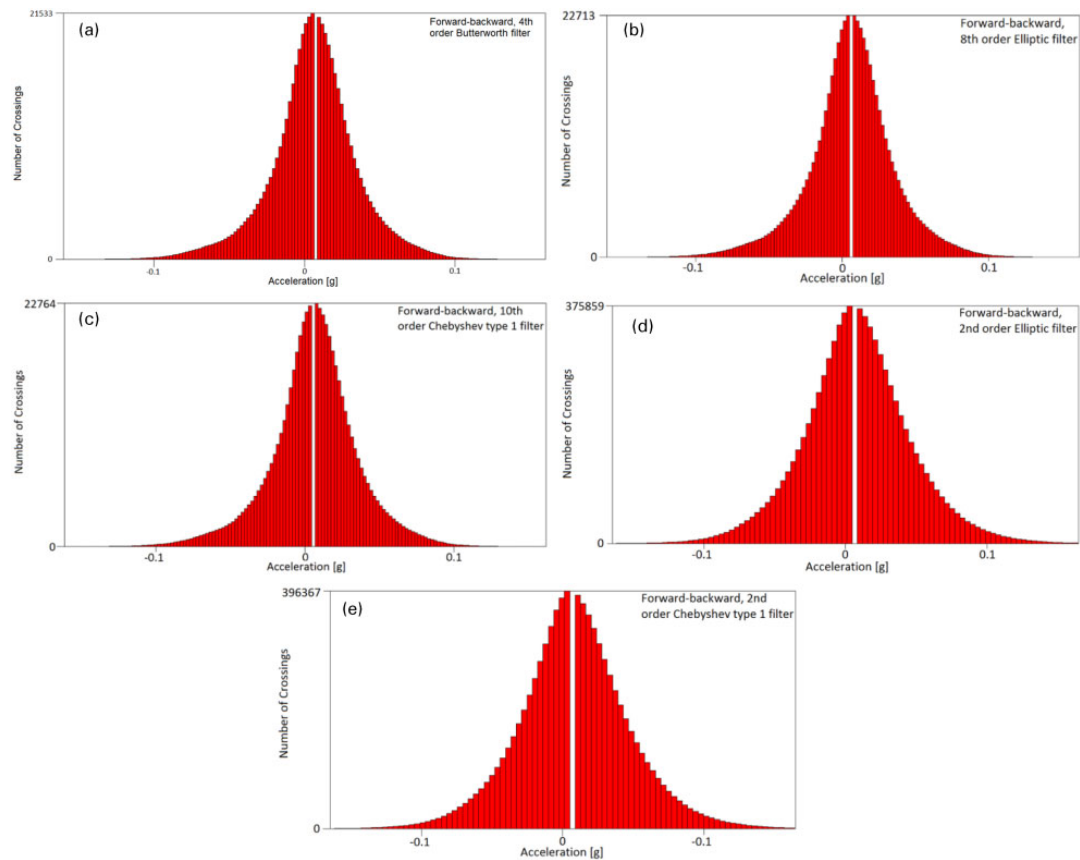 21533
(a)
Forward-backward, 4th
order Butterworth filter
Number of Crossings
0
-0.1
0
0.1
Acceleration [g]
22713
(b)
Forward-backward,
8th order Elliptic filter
Number of Crossings
0
-0.1
0
0.1
Acceleration [g]
22764
(c)
Forward-backward, 10th
order Chebyshev type 1 filter
Number of Crossings
0
-0.1
0
0.1
Acceleration [g]
375859
(d)
Forward-backward,
2nd order Elliptic filter
Number of Crossings
0
-0.1
0
0.1
Acceleration [g]
396367
(e)
Forward-backward, 2nd
order Chebyshev type 1 filter
Number of Crossings
0
-0.1
0
-0.1
Acceleration [g]